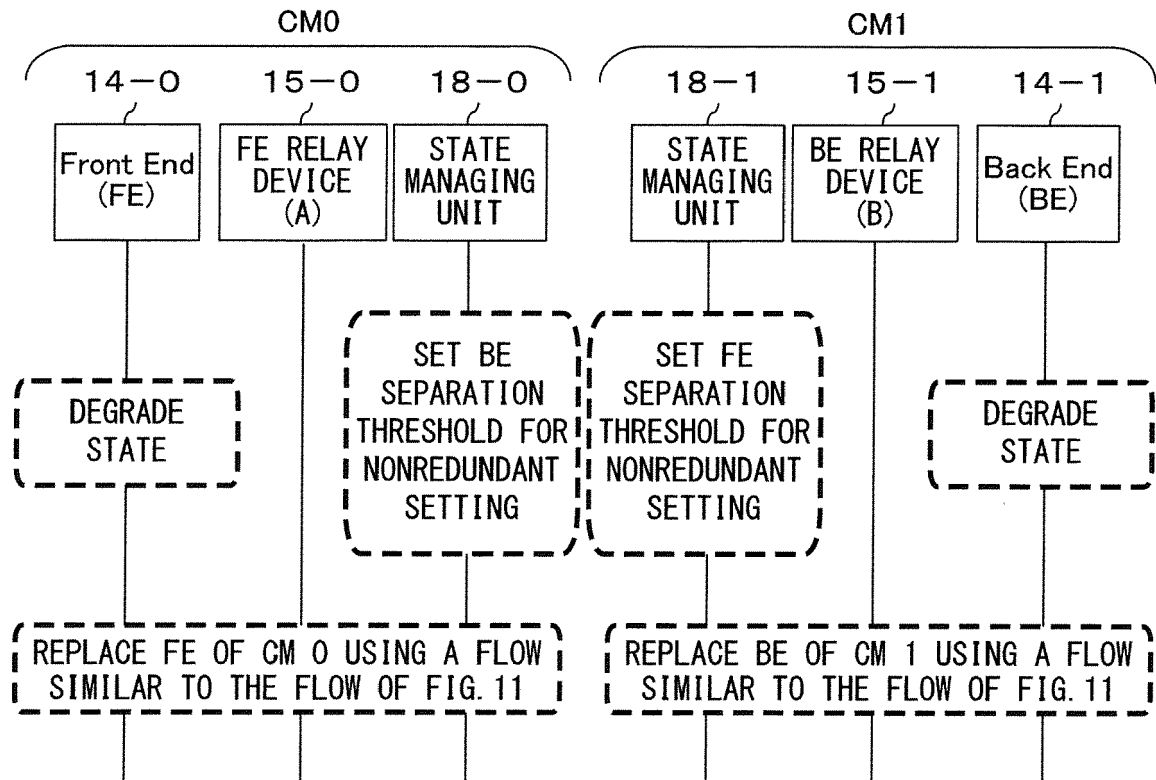 CM0
CM1
14-0
15-0
18-0
18-1
15-1
14-1
Front End
(FE)
FE RELAY
DEVICE
(A)
STATE
MANAGING
UNIT
STATE
MANAGING
UNIT
BE RELAY
DEVICE
(B)
Back End
(BE)
DEGRADE
STATE
SET BE
SEPARATION
THRESHOLD FOR
NONREDUNDANT
SETTING
SET FE
SEPARATION
THRESHOLD FOR
NONREDUNDANT
SETTING
DEGRADE
STATE
REPLACE FE OF CM 0 USING A FLOW
SIMILAR TO THE FLOW OF FIG.11
REPLACE BE OF CM 1 USING A FLOW
SIMILAR TO THE FLOW OF FIG.11